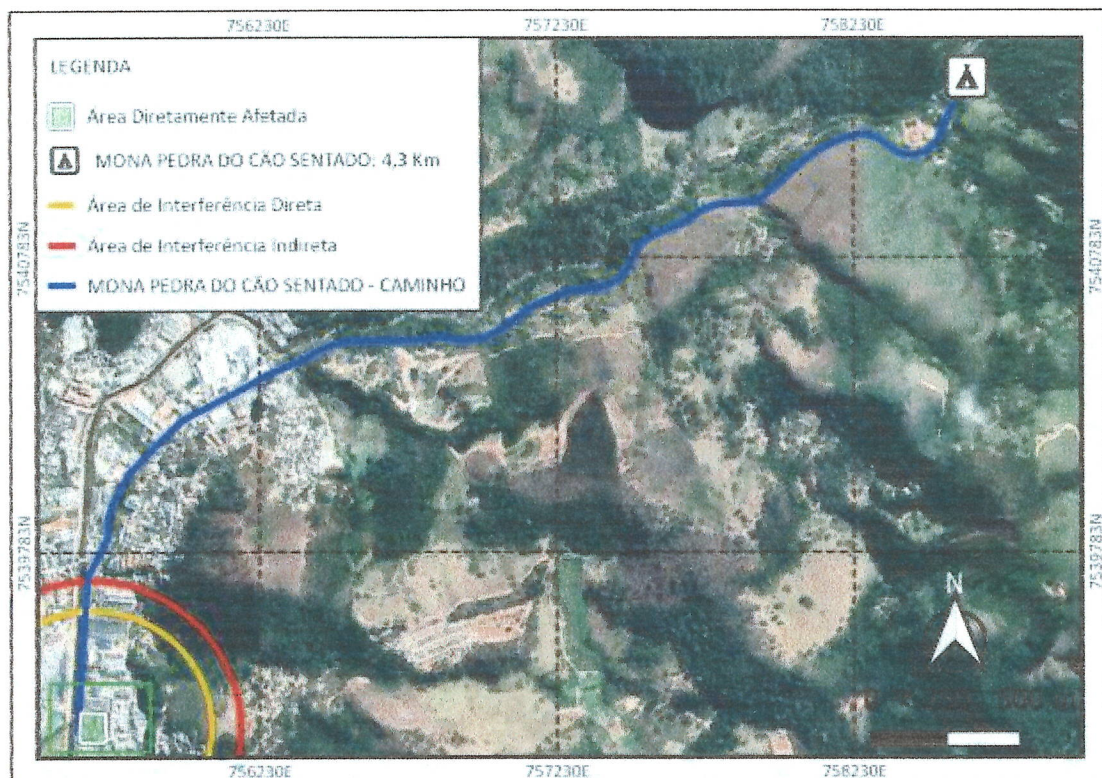 756230E 757230E 758230E
LEGENDA
Área Diretamente Afetada
MONA PEDRA DO CÃO SENTADO: 4,3 Km
Área de Interferência Direta
Área de Interferência Indireta
MONA PEDRA DO CÃO SENTADO - CAMINHO
7540783N 7540783N
7539783N 7539783N
N
756230E 757230E 758230E